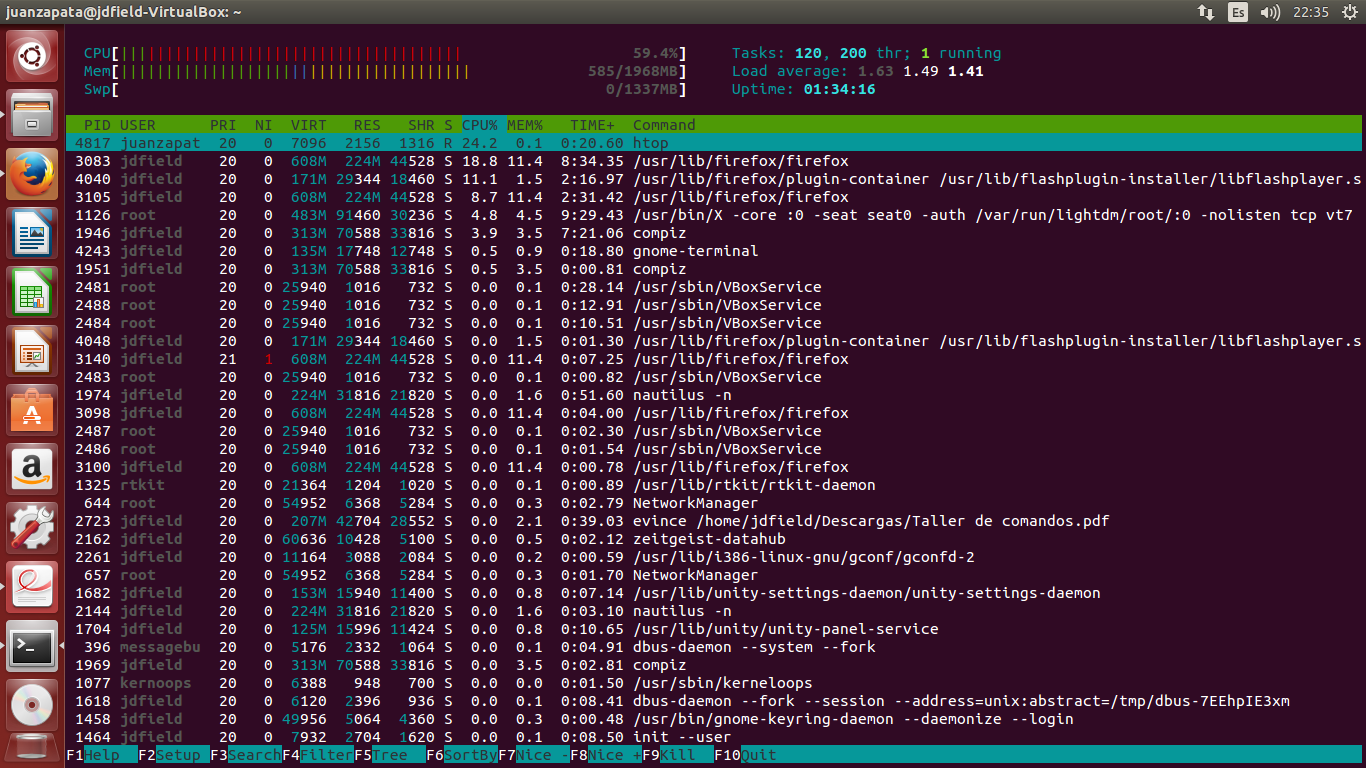 juanzapata@jdfield-VirtualBox: ~ Es 22:35
CPU[||||||||||||||||||||||||||||||||||||||| 59.4%] Tasks: 120, 200 thr; 1 running
Mem[|||||||||||||||||||||||||||||||||||||||| 585/1968MB] Load average: 1.63 1.49 1.41
Swp[ 0/1337MB] Uptime: 01:34:16
PID USER PRI NI VIRT RES SHR S CPU% MEM% TIME+ Command
4817 juanzapat 20 0 7096 2156 1316 R 24.2 0.1 0:20.60 htop
3083 jdfield 20 0 608M 224M 44528 S 18.8 11.4 8:34.35 /usr/lib/firefox/firefox
4040 jdfield 20 0 171M 29344 18460 S 11.1 1.5 2:16.97 /usr/lib/firefox/plugin-container /usr/lib/flashplugin-installer/libflashplayer.s
3105 jdfield 20 0 608M 224M 44528 S 8.7 11.4 2:31.42 /usr/lib/firefox/firefox
1126 root 20 0 483M 91460 30236 S 4.8 4.5 9:29.43 /usr/bin/X -core :0 -seat seat0 -auth /var/run/lightdm/root/:0 -nolisten tcp vt7
1946 jdfield 20 0 313M 70588 33816 S 3.9 3.5 7:21.06 compiz
4243 jdfield 20 0 135M 17748 12748 S 0.5 0.9 0:18.80 gnome-terminal
1951 jdfield 20 0 313M 70588 33816 S 0.5 3.5 0:00.81 compiz
2481 root 20 0 25940 1016 732 S 0.5 0.1 0:28.14 /usr/sbin/VBoxService
2488 root 20 0 25940 1016 732 S 0.0 0.1 0:12.91 /usr/sbin/VBoxService
2484 root 20 0 25940 1016 732 S 0.0 0.1 0:10.51 /usr/sbin/VBoxService
4048 jdfield 20 0 171M 29344 18460 S 0.0 1.5 0:01.30 /usr/lib/firefox/plugin-container /usr/lib/flashplugin-installer/libflashplayer.s
3140 jdfield 21 1 608M 224M 44528 S 0.0 11.4 0:07.25 /usr/lib/firefox/firefox
2483 root 20 0 25940 1016 732 S 0.0 0.1 0:00.82 /usr/sbin/VBoxService
1974 jdfield 20 0 224M 31816 21820 S 0.0 1.6 0:51.60 nautilus -n
3098 jdfield 20 0 608M 224M 44528 S 0.0 11.4 0:04.00 /usr/lib/firefox/firefox
2487 root 20 0 25940 1016 732 S 0.0 0.1 0:02.30 /usr/sbin/VBoxService
2486 root 20 0 25940 1016 732 S 0.0 0.1 0:01.54 /usr/sbin/VBoxService
3100 jdfield 20 0 608M 224M 44528 S 0.0 11.4 0:00.78 /usr/lib/firefox/firefox
1325 rtkit 20 0 21364 1204 1020 S 0.0 0.1 0:00.89 /usr/lib/rtkit/rtkit-daemon
644 root 20 0 54952 6368 5284 S 0.0 0.3 0:02.79 NetworkManager
2723 jdfield 20 0 207M 42704 28552 S 0.0 2.1 0:39.03 evince /home/jdfield/Descargas/Taller de comandos.pdf
2162 jdfield 20 0 60636 10428 5100 S 0.0 0.5 0:02.12 zeitgeist-datahub
2261 jdfield 20 0 11164 3088 2084 S 0.0 0.2 0:00.59 /usr/lib/i386-linux-gnu/gconf/gconfd-2
657 root 20 0 54952 6368 5284 S 0.0 0.3 0:01.70 NetworkManager
1682 jdfield 20 0 153M 15940 11400 S 0.0 0.8 0:07.14 /usr/lib/unity-settings-daemon/unity-settings-daemon
2144 jdfield 20 0 224M 31816 21820 S 0.0 1.6 0:03.10 nautilus -n
1704 jdfield 20 0 125M 15996 11424 S 0.0 0.8 0:10.65 /usr/lib/unity/unity-panel-service
396 messagebu 20 0 5176 2332 1064 S 0.0 0.1 0:04.91 dbus-daemon --system --fork
1969 jdfield 20 0 313M 70588 33816 S 0.0 3.5 0:02.81 compiz
1077 kernoops 20 0 6388 948 700 S 0.0 0.0 0:01.50 /usr/sbin/kerneloops
1618 jdfield 20 0 6120 2396 936 S 0.0 0.1 0:08.41 dbus-daemon --fork --session --address=unix:abstract=/tmp/dbus-7EEhpIE3xm
1458 jdfield 20 0 49956 5064 4360 S 0.0 0.3 0:00.48 /usr/bin/gnome-keyring-daemon --daemonize --login
1464 jdfield 20 0 7932 2704 1620 S 0.0 0.1 0:08.50 init --user
F1Help F2Setup F3SearchF4FilterF5Tree F6SortByF7Nice -F8Nice +F9Kill F10Quit